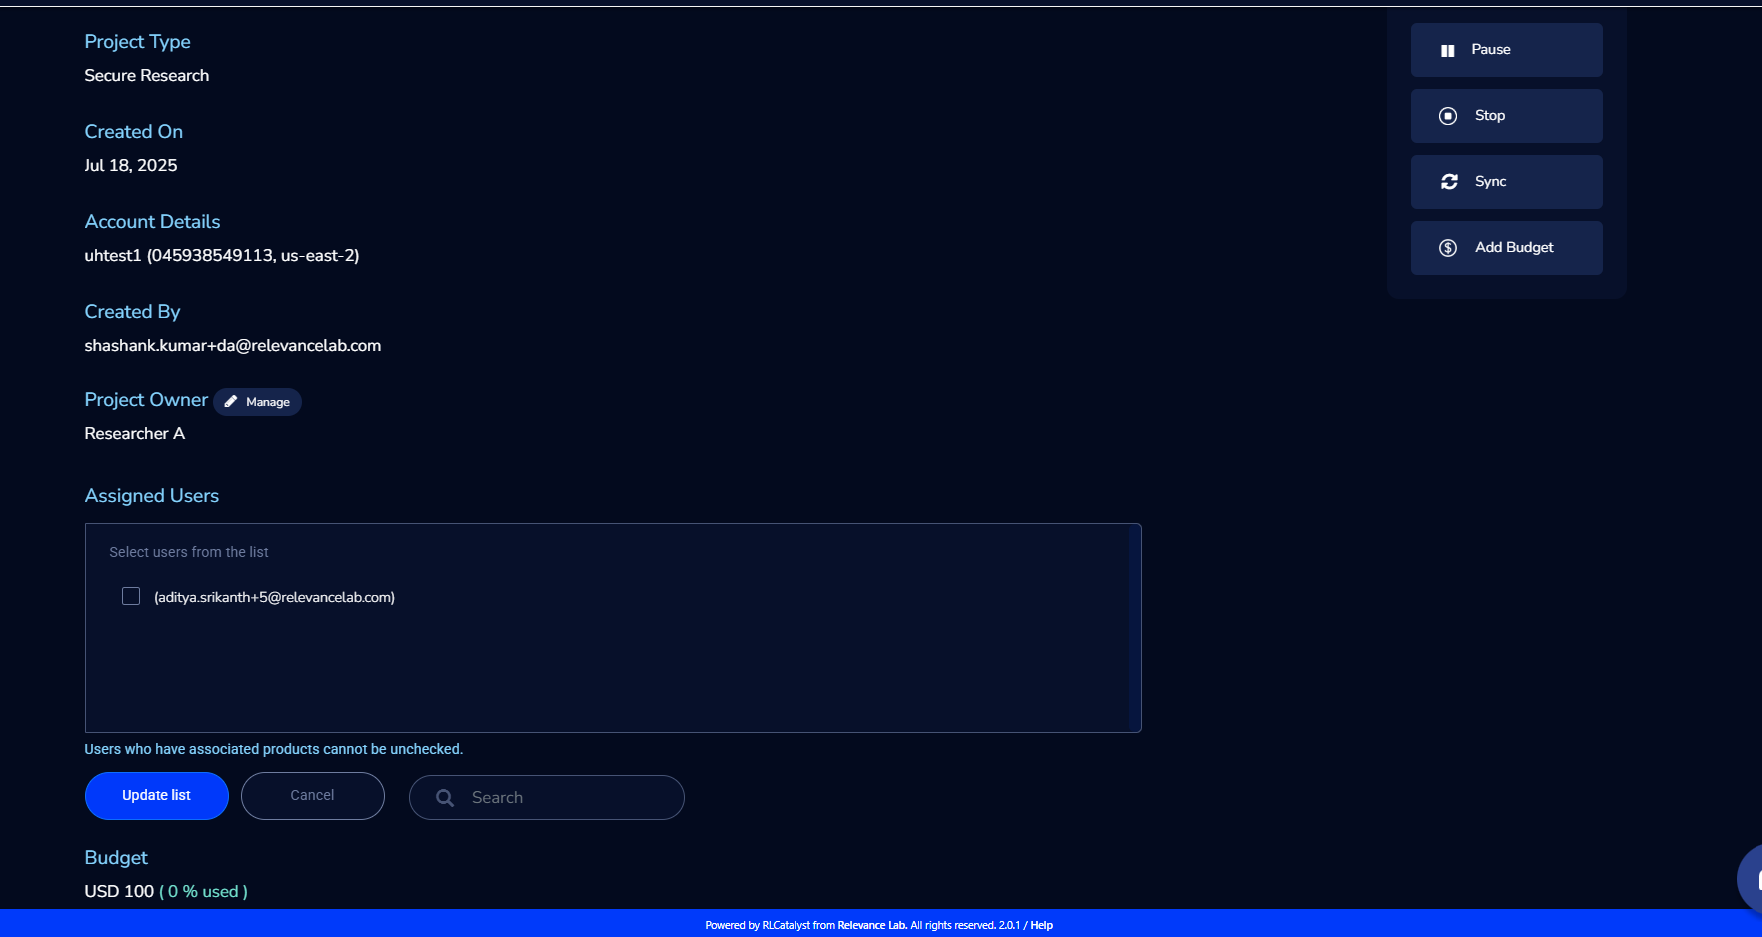 Project Type
Secure Research
Created On
Jul 18, 2025
Account Details
uhtest1 (045938549113, us-east-2)
Created By
shashank.kumar+da@relevancelab.com
Project Owner Manage
Researcher A
Assigned Users
Select users from the list
(aditya.srikanth+5@relevancelab.com)
Users who have associated products cannot be unchecked.
Update list Cancel Search
Budget
USD 100 ( 0 % used )
Pause
Stop
Sync
Add Budget
Powered by RLCatalyst from Relevance Lab. All rights reserved. 2.0.1 / Help